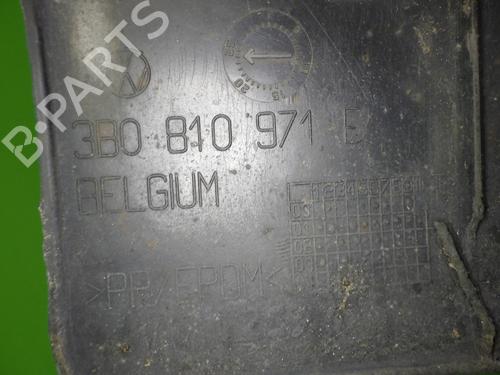 B-PARTS
3B0 810 971 E
BELGIUM
>PP/EPDM<